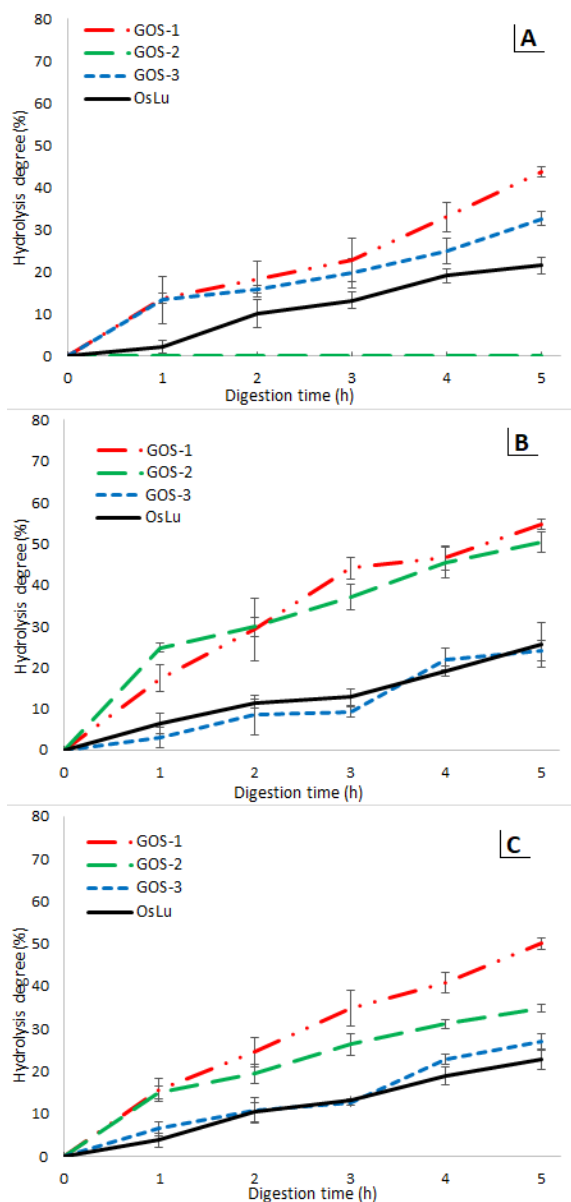 A
GOS-1
GOS-2
GOS-3
OsLu
Hydrolysis degree(%)
80
70
60
50
40
30
20
10
0
0 1 2 3 4 5
Digestion time (h)
B
GOS-1
GOS-2
GOS-3
OsLu
Hydrolysis degree(%)
80
70
60
50
40
30
20
10
0
0 1 2 3 4 5
Digestion time (h)
C
GOS-1
GOS-2
GOS-3
OsLu
Hydrolysis degree(%)
80
70
60
50
40
30
20
10
0
0 1 2 3 4 5
Digestion time (h)